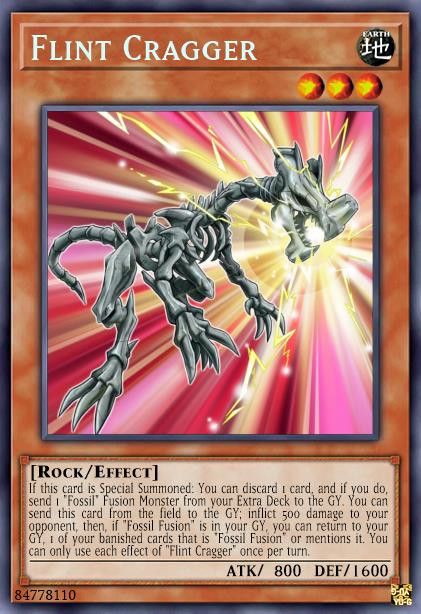 Flint Cragger
EARTH
地
[Rock/Effect]
If this card is Special Summoned: You can discard 1 card, and if you do,
send 1 "Fossil" Fusion Monster from your Extra Deck to the GY. You can
send this card from the field to the GY; inflict 500 damage to your
opponent, then, if "Fossil Fusion" is in your GY, you can return to your
GY, 1 of your banished cards that is "Fossil Fusion" or mentions it. You
can only use each effect of "Flint Cragger" once per turn.
ATK/ 800 DEF/1600
84778110